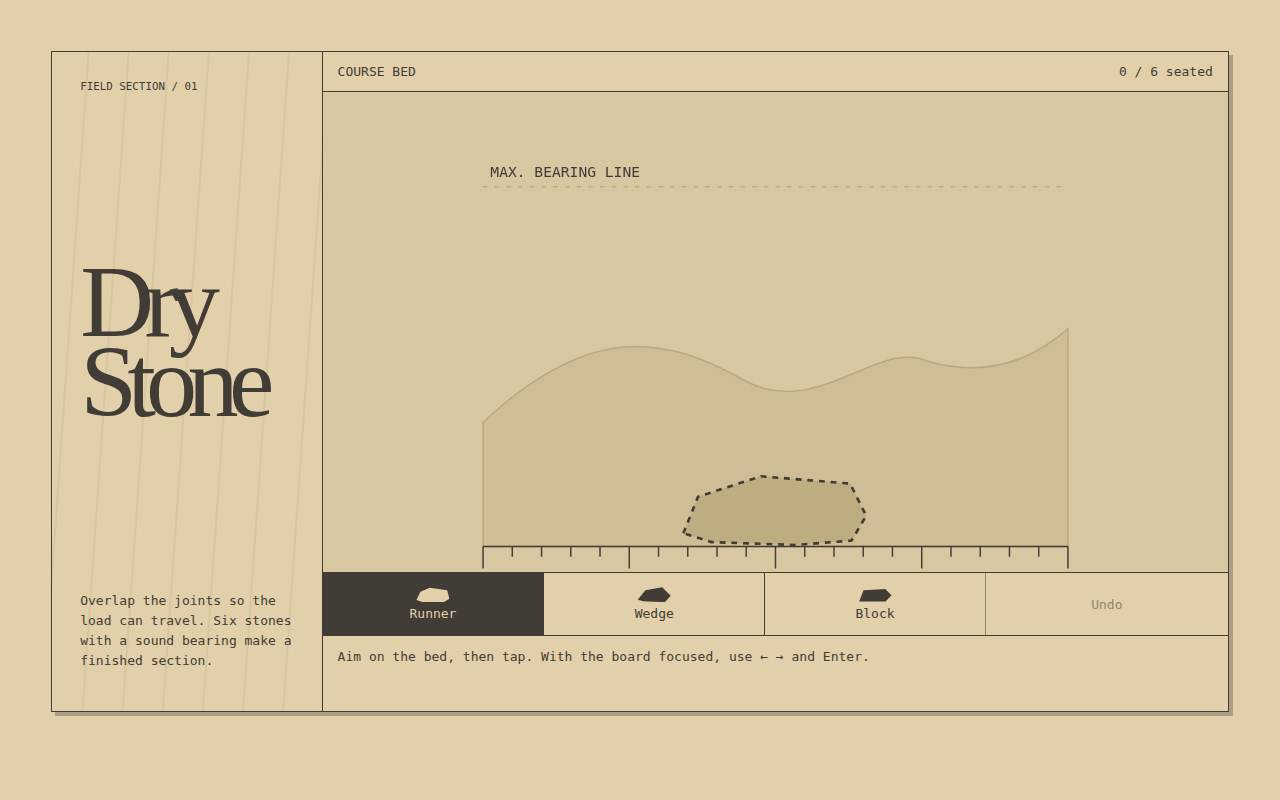 FIELD SECTION / 01
Dry
Stone
Overlap the joints so the
load can travel. Six stones
with a sound bearing make a
finished section.
COURSE BED
0 / 6 seated
MAX. BEARING LINE
Runner
Wedge
Block
Undo
Aim on the bed, then tap. With the board focused, use ← → and Enter.